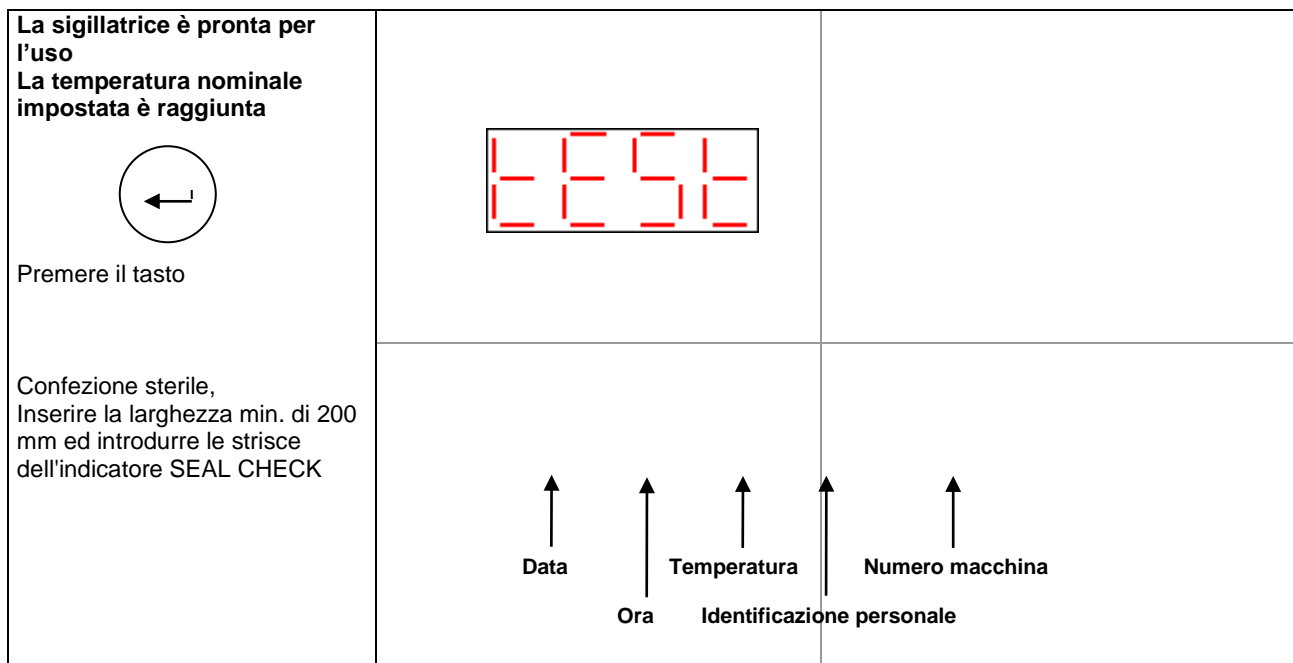 La sigillatrice è pronta per
l'uso
La temperatura nominale
impostata è raggiunta
tESt
Premere il tasto
Confezione sterile,
Inserire la larghezza min. di 200
mm ed introdurre le strisce
dell'indicatore SEAL CHECK
Data Temperatura Numero macchina
Ora Identificazione personale